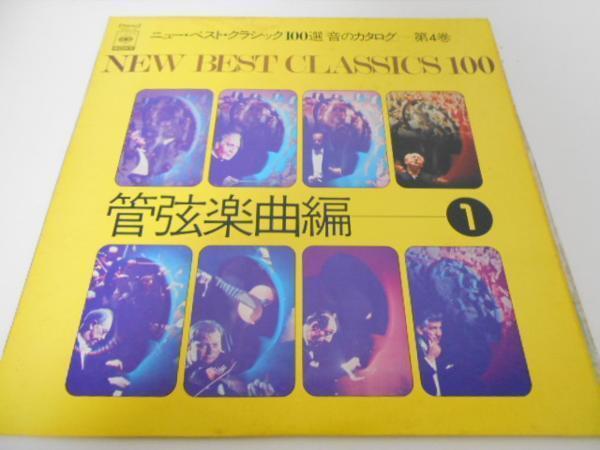 ニュー・ベスト・クラシック100選 音のカタログ—第4巻
NEW BEST CLASSICS 100
管弦楽曲編 1